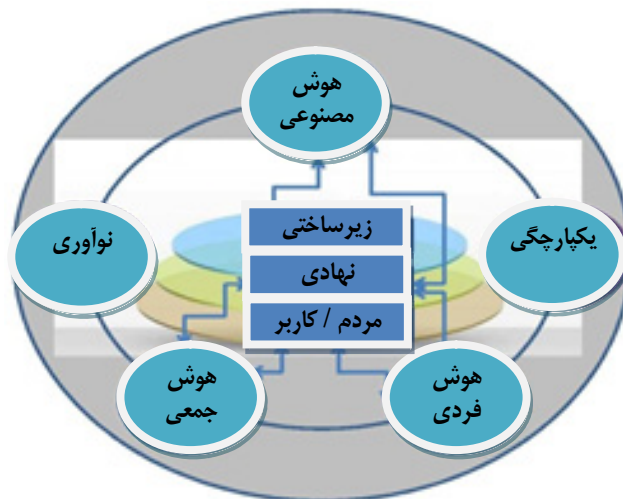 هوش
مصنوعی
نوآوری
زیرساختی
یکپارچگی
نهادی
مردم / کاربر
هوش
جمعی
هوش
فردی